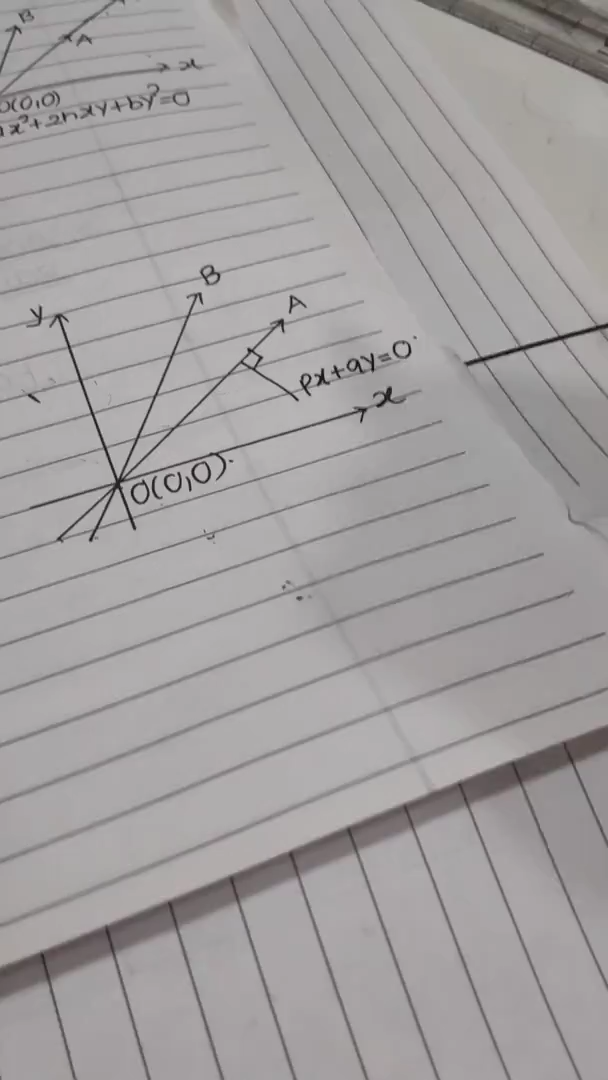 B
A
x
O(0,0)
x²+2hxy+by²=0
B
y
A
px+qy=0
x
O(0,0)